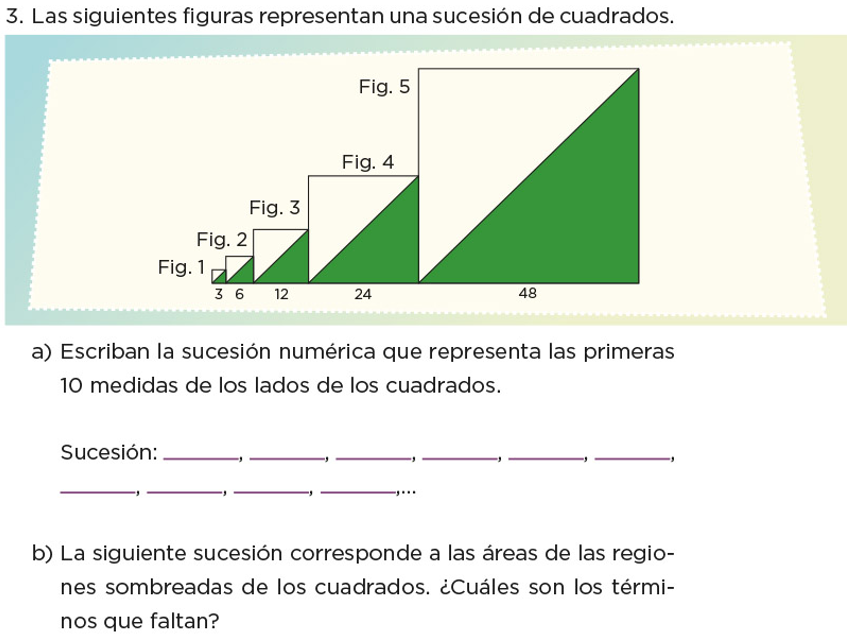 3. Las siguientes figuras representan una sucesión de cuadrados.
Fig. 5
Fig. 4
Fig. 3
Fig. 2
Fig. 1
3 6 12 24 48
a) Escriban la sucesión numérica que representa las primeras
10 medidas de los lados de los cuadrados.
Sucesión: ______, ______, ______, ______, ______, ______,
______, ______, ______, ______,...
b) La siguiente sucesión corresponde a las áreas de las regio-
nes sombreadas de los cuadrados. ¿Cuáles son los térmi-
nos que faltan?